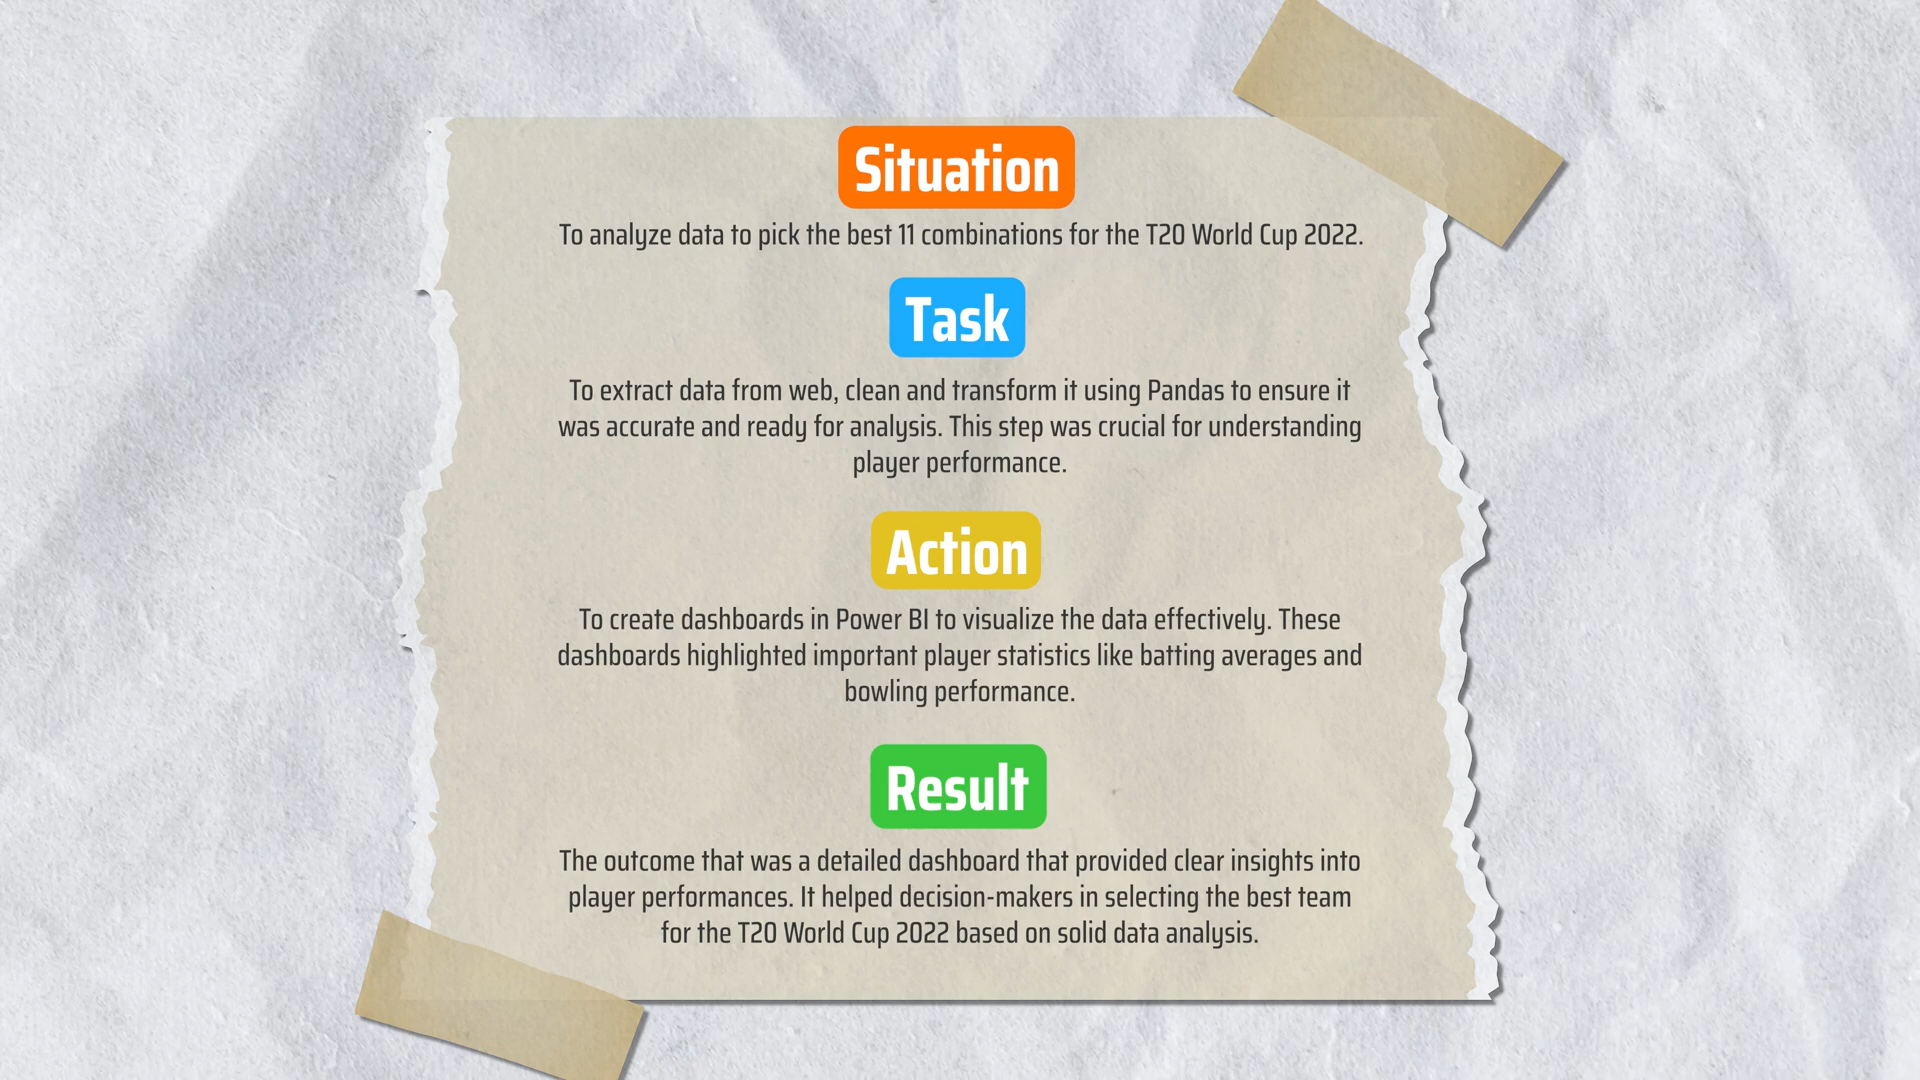 Situation
To analyze data to pick the best 11 combinations for the T20 World Cup 2022.
Task
To extract data from web, clean and transform it using Pandas to ensure it
was accurate and ready for analysis. This step was crucial for understanding
player performance.
Action
To create dashboards in Power BI to visualize the data effectively. These
dashboards highlighted important player statistics like batting averages and
bowling performance.
Result
The outcome that was a detailed dashboard that provided clear insights into
player performances. It helped decision-makers in selecting the best team
for the T20 World Cup 2022 based on solid data analysis.